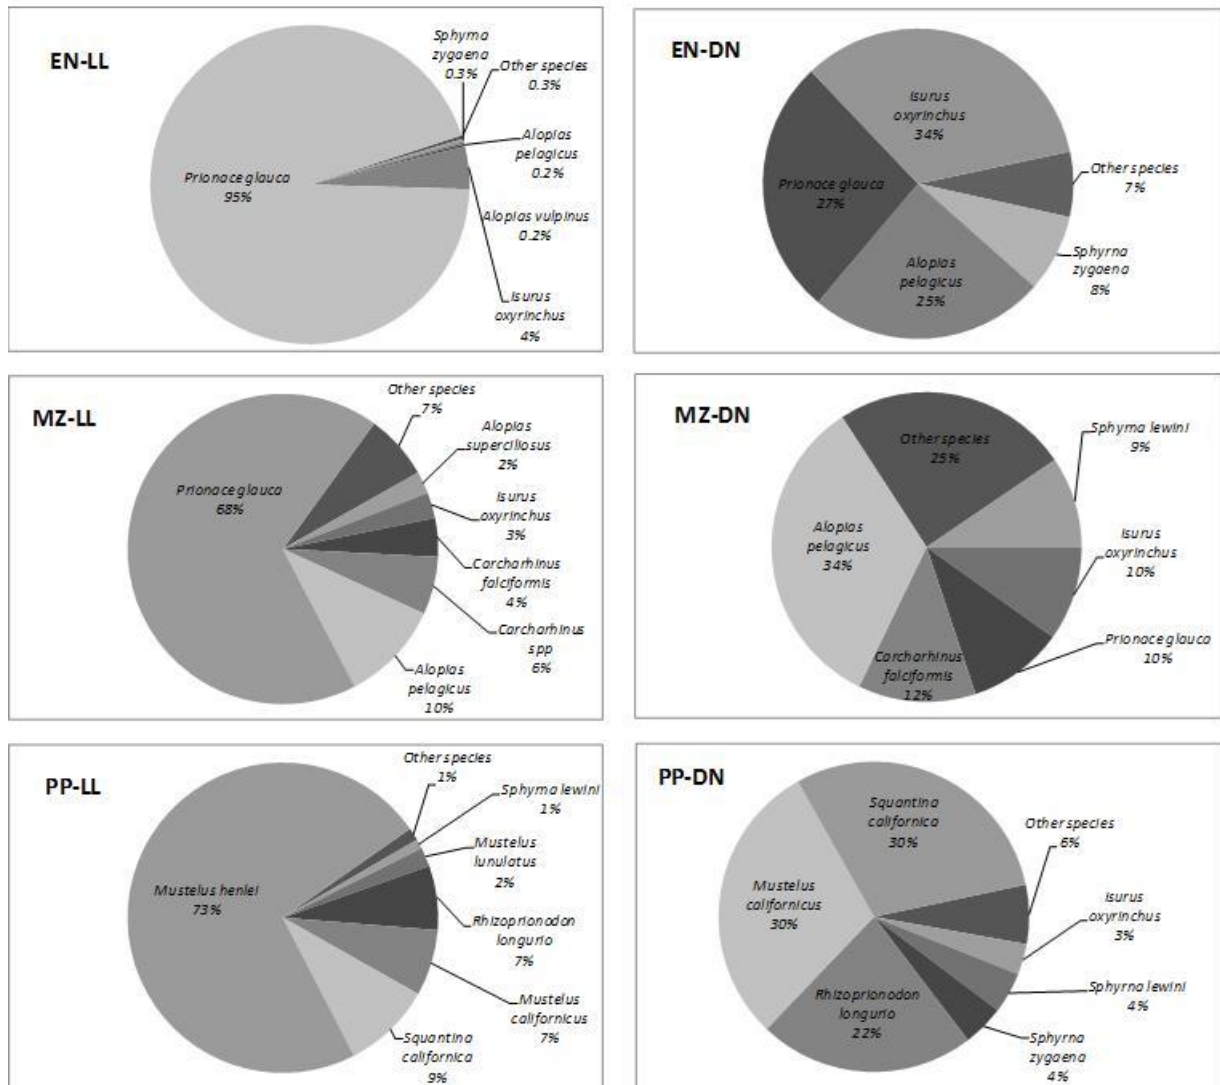 EN-LL
Sphyrna
zygaena
0.3%
Other species
0.3%
Alopias
pelagicus
0.2%
Prionace glauca
95%
Alopias vulpinus
0.2%
Isurus
oxyrinchus
4%
EN-DN
Isurus
oxyrinchus
34%
Other species
7%
Prionace glauca
27%
Sphyrna
zygaena
8%
Alopias
pelagicus
25%
MZ-LL
Other species
7%
Alopias
superciliosus
2%
Prionace glauca
68%
Isurus
oxyrinchus
3%
Carcharhinus
falciformis
4%
Carcharhinus
spp
6%
Alopias
pelagicus
10%
MZ-DN
Other species
25%
Sphyrna lewini
9%
Alopias
pelagicus
34%
Isurus
oxyrinchus
10%
Prionace glauca
10%
Carcharhinus
falciformis
12%
PP-LL
Other species
1%
Sphyrna lewini
1%
Mustelus
lunulatus
2%
Mustelus henlei
73%
Rhizoprionodon
longurio
7%
Mustelus
californicus
7%
Squantina
californica
9%
PP-DN
Squantina
californica
30%
Other species
6%
Mustelus
californicus
30%
Isurus
oxyrinchus
3%
Sphyrna lewini
4%
Rhizoprionodon
longurio
22%
Sphyrna
zygaena
4%